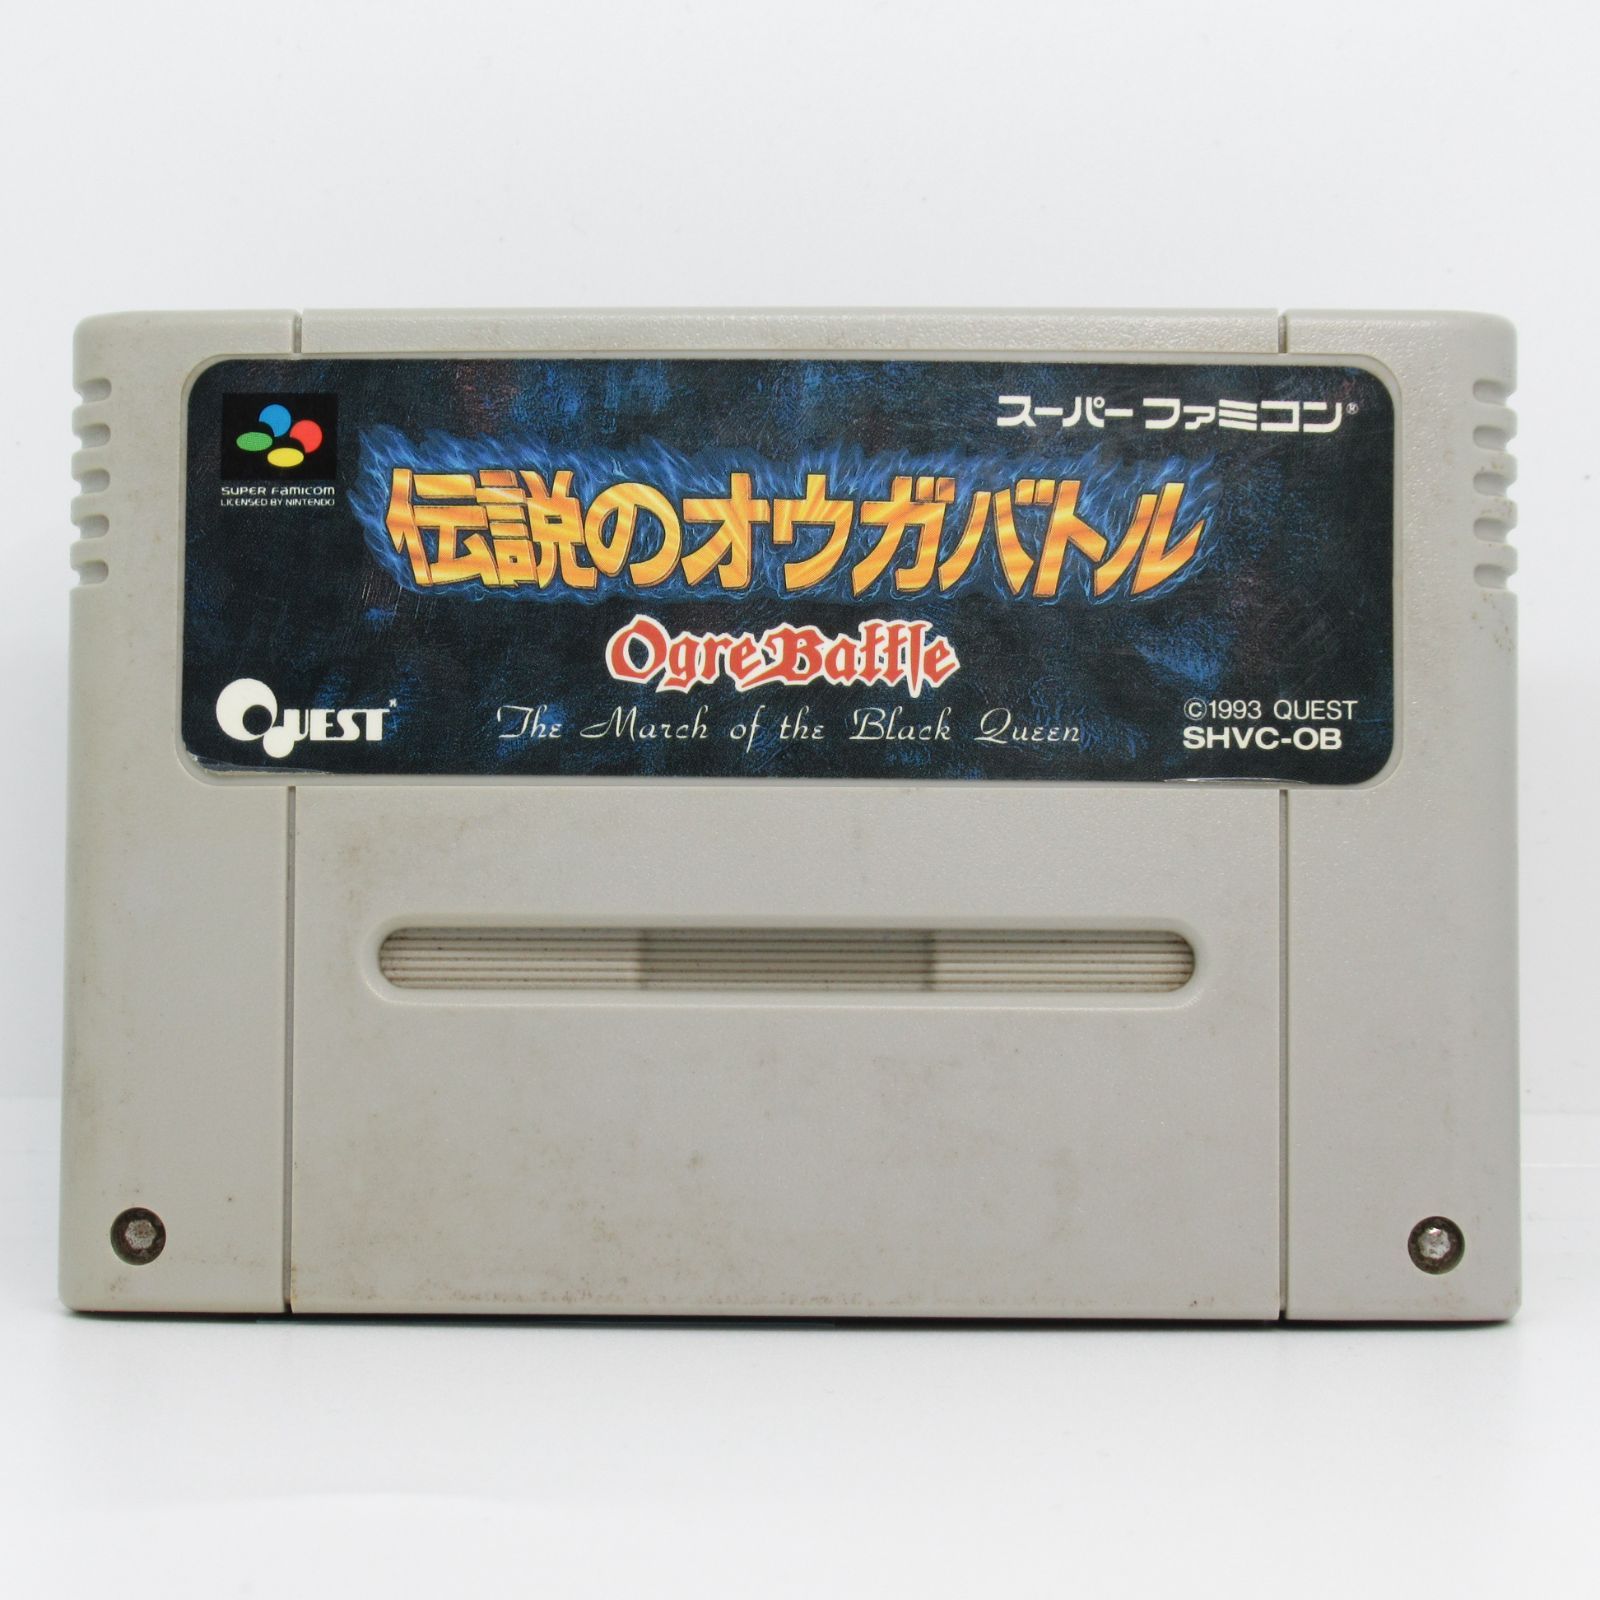 スーパーファミコン®
SUPER FAMICOM
LICENSED BY NINTENDO
伝説のオウガバトル
Ogre Battle
The March of the Black Queen
QUEST
©1993 QUEST
SHVC-OB